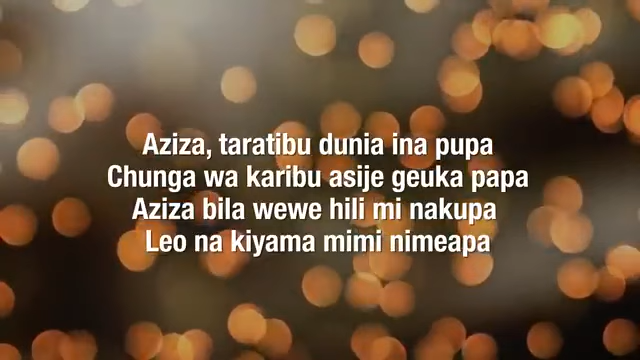 Aziza, taratibu dunia ina pupa
Chunga wa karibu asije geuka papa
Aziza bila wewe hili mi nakupa
Leo na kiyama mimi nimeapa